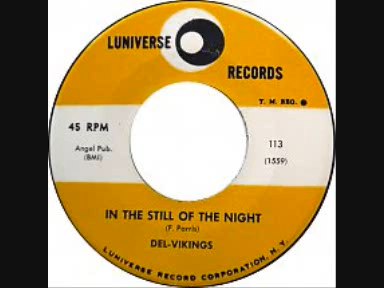 LUNIVERSE
RECORDS
T. M. REG.
45 RPM
Angel Pub.
(BMI)
113
(1559)
IN THE STILL OF THE NIGHT
(F. Parris)
DEL-VIKINGS
LUNIVERSE RECORD CORPORATION, N. Y.